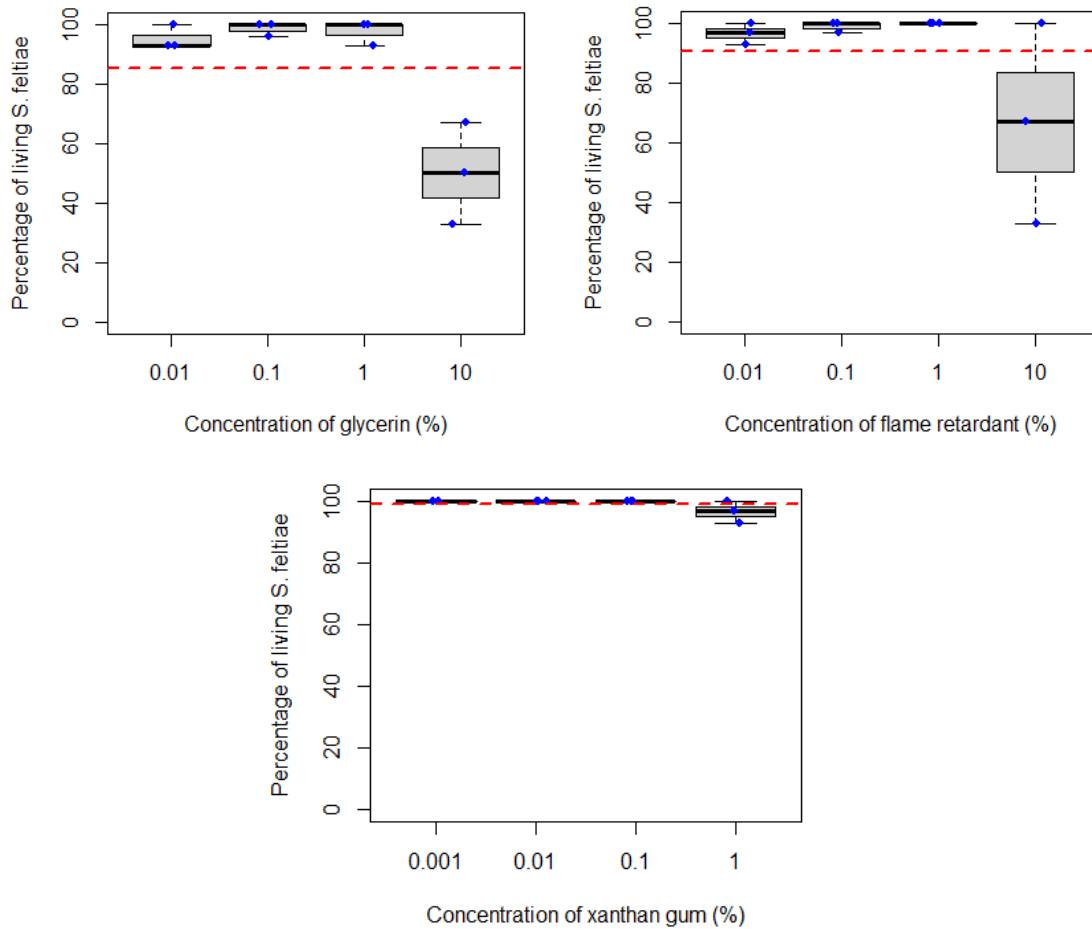 Percentage of living S. feltiae
100
80
60
40
20
0
0.01 0.1 1 10
Concentration of glycerin (%)
Percentage of living S. feltiae
100
80
60
40
20
0
0.01 0.1 1 10
Concentration of flame retardant (%)
Percentage of living S. feltiae
100
80
60
40
20
0
0.001 0.01 0.1 1
Concentration of xanthan gum (%)